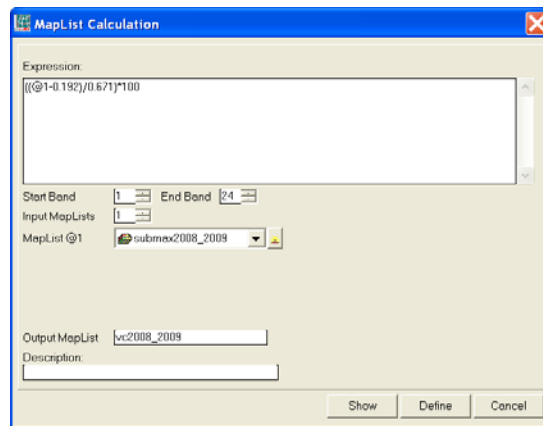 MapList Calculation
Expression:
((@1-0.192)/0.671)*100
Start Band 1 End Band 24
Input MapLists 1
MapList @1 submax2008_2009
Output MapList vc2008_2009
Description:
Show Define Cancel